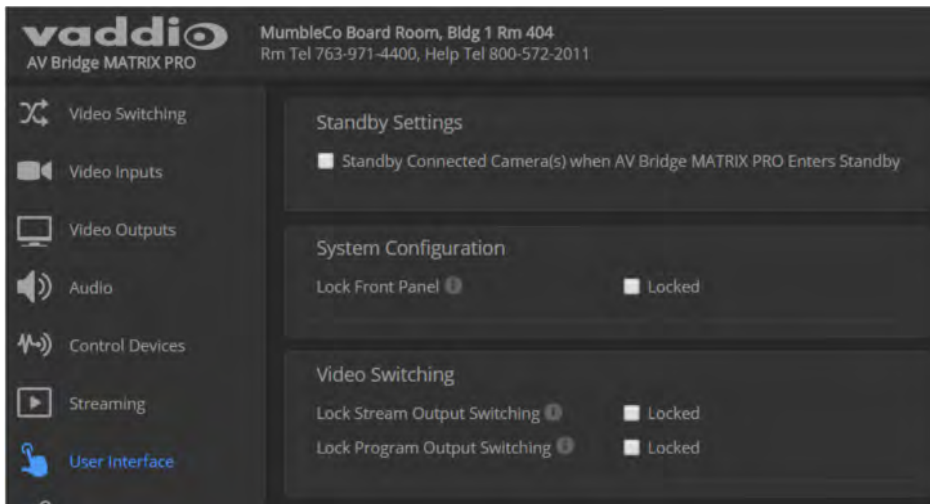 vaddio
AV Bridge MATRIX PRO
MumbleCo Board Room, Bldg 1 Rm 404
Rm Tel 763-971-4400, Help Tel 800-572-2011
Video Switching
Video Inputs
Video Outputs
Audio
Control Devices
Streaming
User Interface
Standby Settings
Standby Connected Camera(s) when AV Bridge MATRIX PRO Enters Standby
System Configuration
Lock Front Panel Locked
Video Switching
Lock Stream Output Switching Locked
Lock Program Output Switching Locked